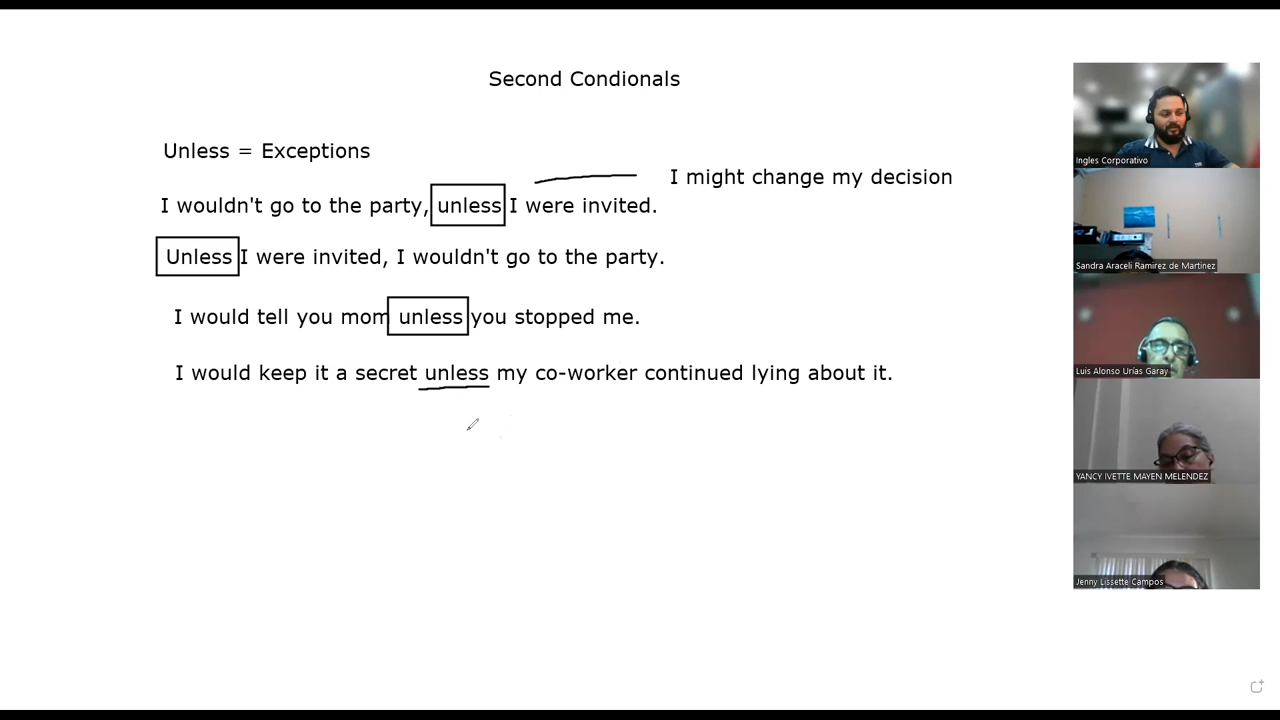 Second Condionals
Unless = Exceptions
I might change my decision
I wouldn't go to the party, unless I were invited.
Unless I were invited, I wouldn't go to the party.
I would tell you mom unless you stopped me.
I would keep it a secret unless my co-worker continued lying about it.
Ingles Corporativo
Sandra Araceli Ramirez de Martinez
Luis Alonso Urías Garay
YANCY IVETTE MAYEN MELENDEZ
Jenny Lissette Campos